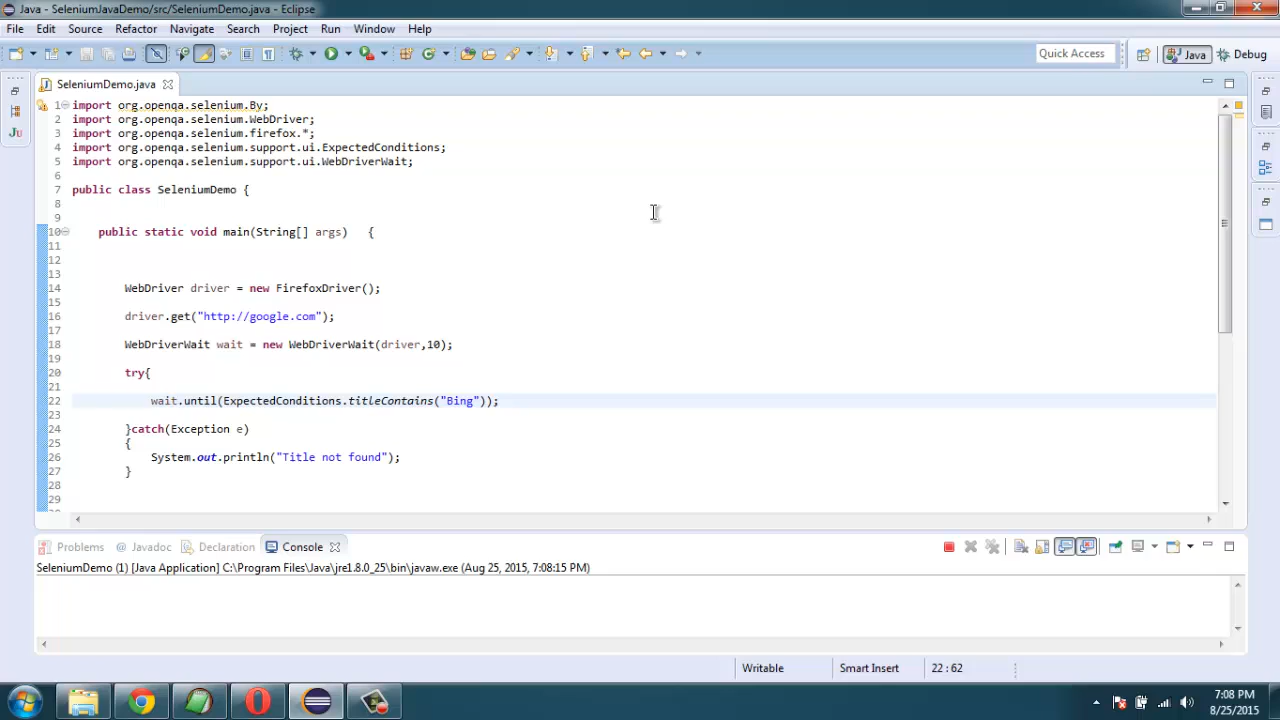 Java - SeleniumJavaDemo/src/SeleniumDemo.java - Eclipse
File Edit Source Refactor Navigate Search Project Run Window Help
Quick Access Java Debug
SeleniumDemo.java
1 import org.openqa.selenium.By;
2 import org.openqa.selenium.WebDriver;
3 import org.openqa.selenium.firefox.*;
4 import org.openqa.selenium.support.ui.ExpectedConditions;
5 import org.openqa.selenium.support.ui.WebDriverWait;
6
7 public class SeleniumDemo {
8
9
10 public static void main(String[] args) {
11
12
13
14 WebDriver driver = new FirefoxDriver();
15
16 driver.get("http://google.com");
17
18 WebDriverWait wait = new WebDriverWait(driver,10);
19
20 try{
21
22 wait.until(ExpectedConditions.titleContains("Bing"));
23
24 }catch(Exception e)
25 {
26 System.out.println("Title not found");
27 }
28
29
Problems Javadoc Declaration Console
SeleniumDemo (1) [Java Application] C:\Program Files\Java\jre1.8.0_25\bin\javaw.exe (Aug 25, 2015, 7:08:15 PM)
Writable Smart Insert 22 : 62
7:08 PM
8/25/2015